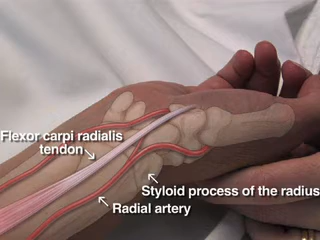 Flexor carpi radialis
tendon
Styloid process of the radius
Radial artery